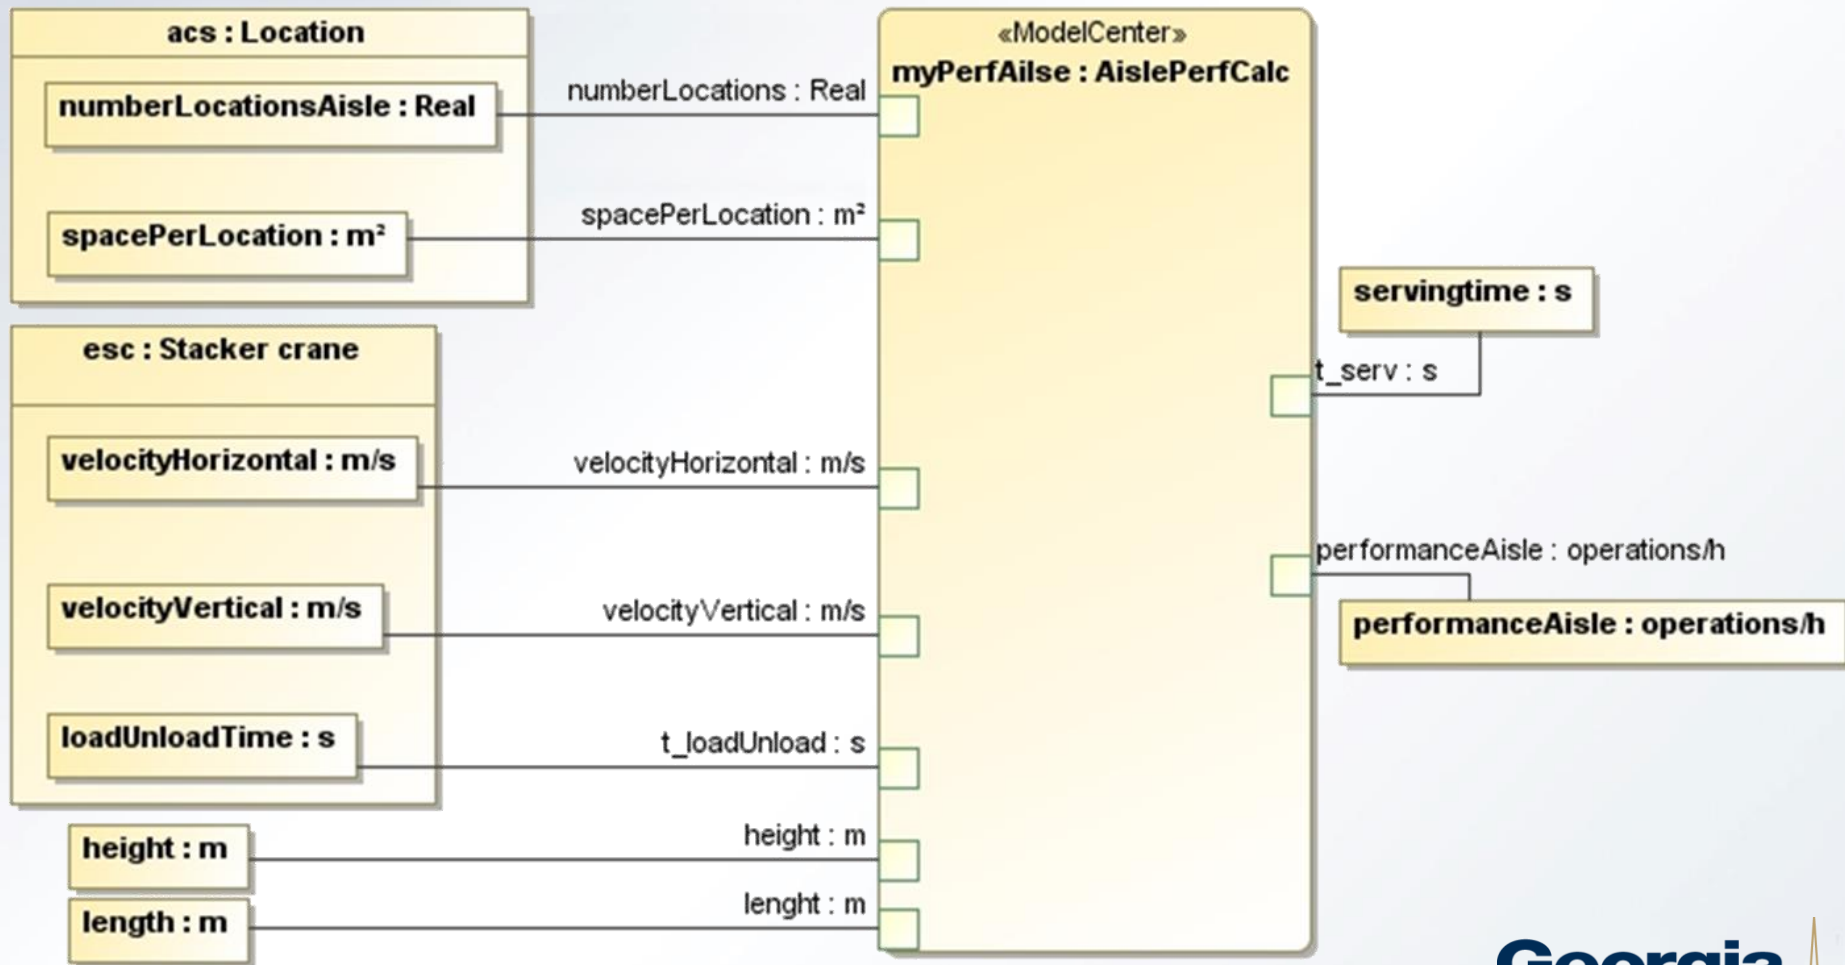 acs : Location
numberLocationsAisle : Real
spacePerLocation : m²
esc : Stacker crane
velocityHorizontal : m/s
velocityVertical : m/s
loadUnloadTime : s
height : m
length : m
numberLocations : Real
spacePerLocation : m²
velocityHorizontal : m/s
velocityVertical : m/s
t_loadUnload : s
height : m
lenght : m
«ModelCenter»
myPerfAilse : AislePerfCalc
servingtime : s
t_serv : s
performanceAisle : operations/h
performanceAisle : operations/h
Georgia